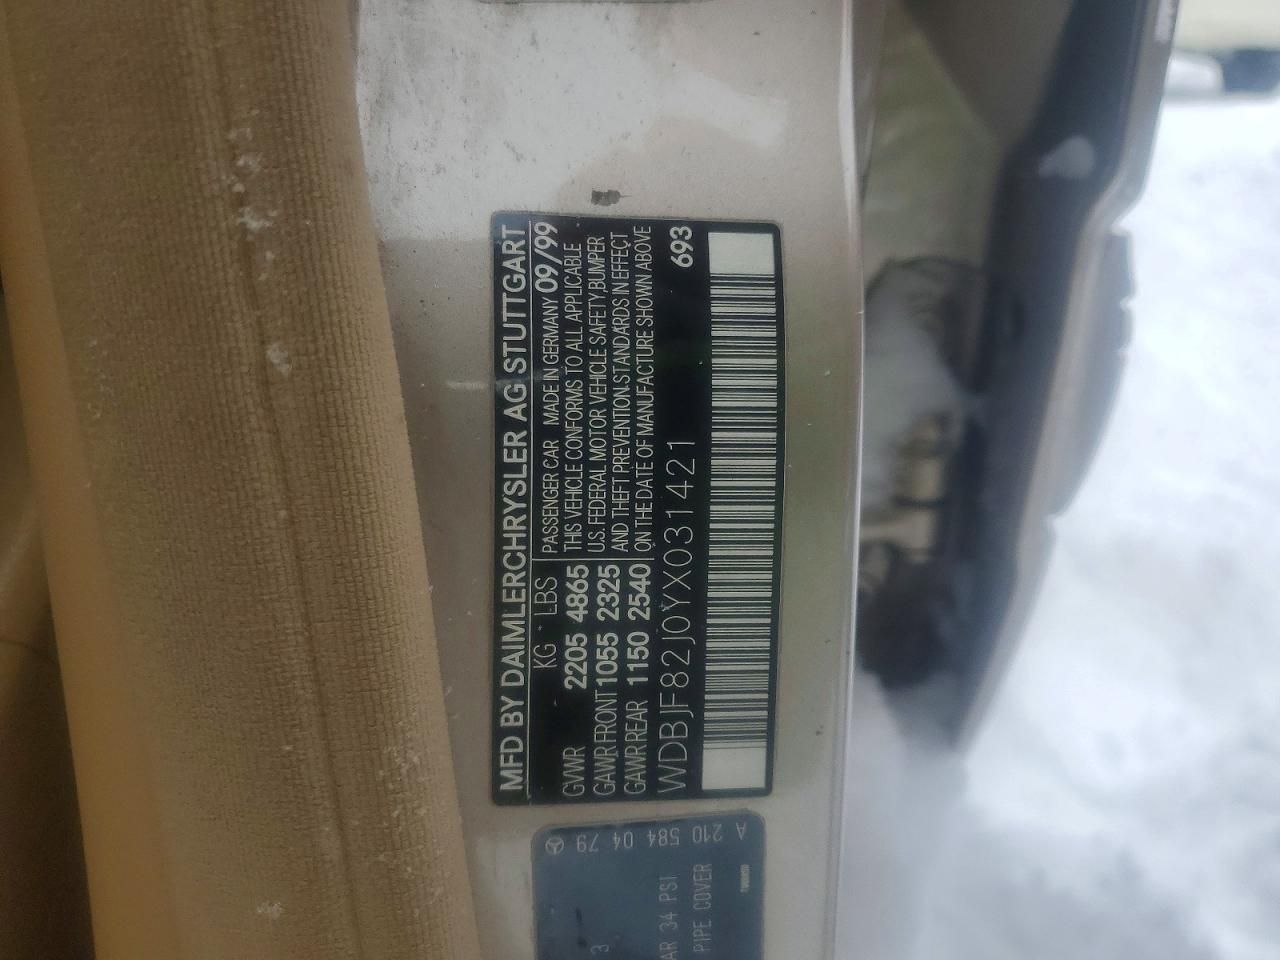 MFD BY DAIMLERCHRYSLER AG STUTTGART
KG LBS PASSENGER CAR MADE IN GERMANY 09/99
GVWR 2205 4865 THIS VEHICLE CONFORMS TO ALL APPLICABLE
U.S. FEDERAL MOTOR VEHICLE SAFETY,BUMPER
GAWR FRONT 1055 2325 AND THEFT PREVENTION STANDARDS IN EFFECT
GAWR REAR 1150 2540 ON THE DATE OF MANUFACTURE SHOWN ABOVE
WDBJF82J0YX031421 693
A 210 584 04 79
3
AR 34 PSI
PIPE COVER